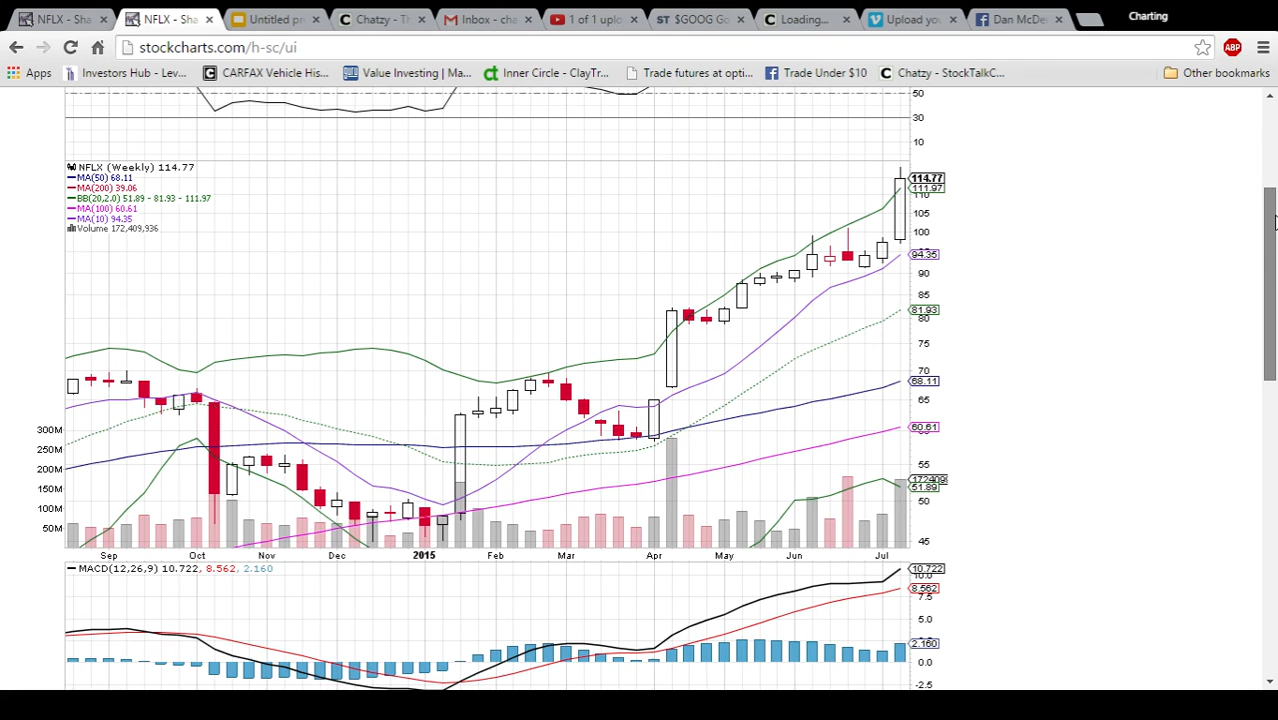 NFLX - Sha
NFLX - Sha
Untitled pr
Chatzy - T
Inbox - cha
1 of 1 uplo
$GOOG Go
Loading...
Upload you
Dan McDe
Charting
stockcharts.com/h-sc/ui
ABP
Apps
Investors Hub - Lev...
CARFAX Vehicle His...
Value Investing | Ma...
Inner Circle - ClayTr...
Trade futures at opti...
Trade Under $10
Chatzy - StockTalkC...
Other bookmarks
50
30
10
NFLX (Weekly) 114.77
MA(50) 68.11
MA(200) 39.06
BB(20,2.0) 51.89 - 81.93 - 111.97
MA(100) 60.61
MA(10) 94.35
Volume 172,409,936
114.77
111.97
110
105
100
94.35
90
85
81.93
80
75
70
68.11
65
60.61
55
172409
51.89
50
45
300M
250M
200M
150M
100M
50M
Sep Oct Nov Dec 2015 Feb Mar Apr May Jun Jul
MACD(12,26,9) 10.722, 8.562, 2.160
10.722
10.0
8.562
7.5
5.0
2.160
0.0
-2.5